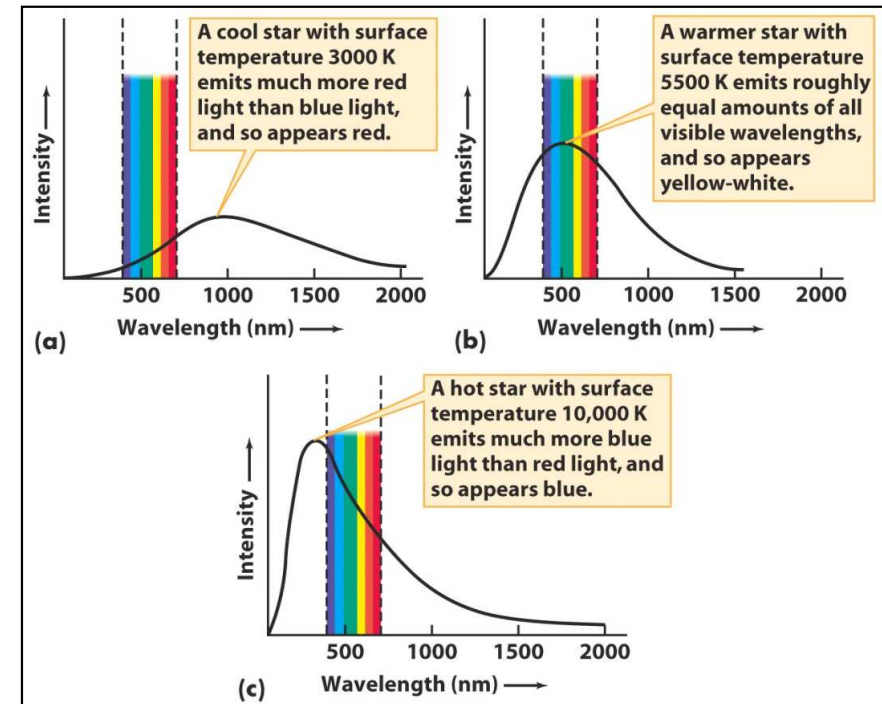 A cool star with surface
temperature 3000 K
emits much more red
light than blue light,
and so appears red.
Intensity
500 1000 1500 2000
Wavelength (nm)
(a)
A warmer star with
surface temperature
5500 K emits roughly
equal amounts of all
visible wavelengths,
and so appears
yellow-white.
Intensity
500 1000 1500 2000
Wavelength (nm)
(b)
A hot star with surface
temperature 10,000 K
emits much more blue
light than red light, and
so appears blue.
Intensity
500 1000 1500 2000
Wavelength (nm)
(c)